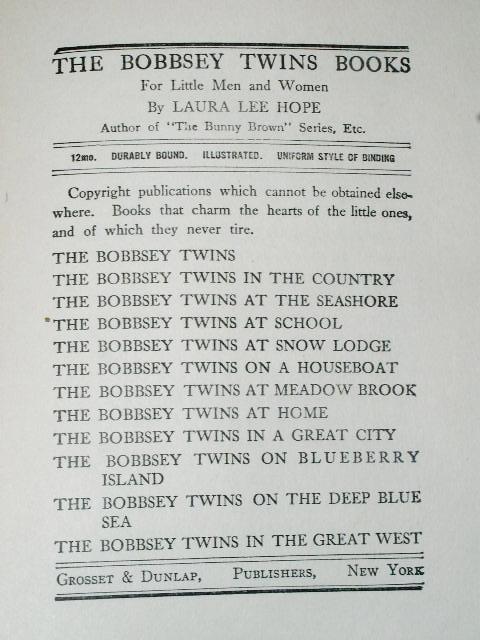 THE BOBBSEY TWINS BOOKS
For Little Men and Women
By LAURA LEE HOPE
Author of "The Bunny Brown" Series, Etc.
12mo. DURABLY BOUND. ILLUSTRATED. UNIFORM STYLE OF BINDING
Copyright publications which cannot be obtained else-
where. Books that charm the hearts of the little ones,
and of which they never tire.
THE BOBBSEY TWINS
THE BOBBSEY TWINS IN THE COUNTRY
THE BOBBSEY TWINS AT THE SEASHORE
THE BOBBSEY TWINS AT SCHOOL
THE BOBBSEY TWINS AT SNOW LODGE
THE BOBBSEY TWINS ON A HOUSEBOAT
THE BOBBSEY TWINS AT MEADOW BROOK
THE BOBBSEY TWINS AT HOME
THE BOBBSEY TWINS IN A GREAT CITY
THE BOBBSEY TWINS ON BLUEBERRY
ISLAND
THE BOBBSEY TWINS ON THE DEEP BLUE
SEA
THE BOBBSEY TWINS IN THE GREAT WEST
GROSSET & DUNLAP, PUBLISHERS, NEW YORK